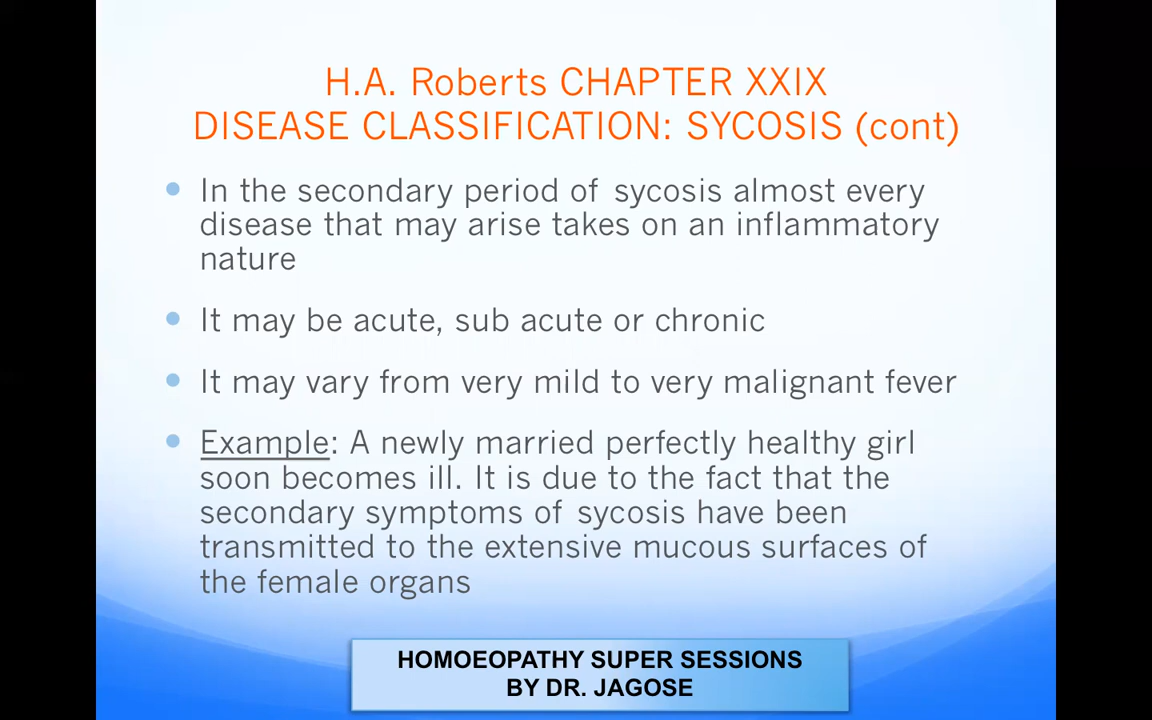 H.A. Roberts CHAPTER XXIX
DISEASE CLASSIFICATION: SYCOSIS (cont)
In the secondary period of sycosis almost every
disease that may arise takes on an inflammatory
nature
It may be acute, sub acute or chronic
It may vary from very mild to very malignant fever
Example: A newly married perfectly healthy girl
soon becomes ill. It is due to the fact that the
secondary symptoms of sycosis have been
transmitted to the extensive mucous surfaces of
the female organs
HOMOEOPATHY SUPER SESSIONS
BY DR. JAGOSE